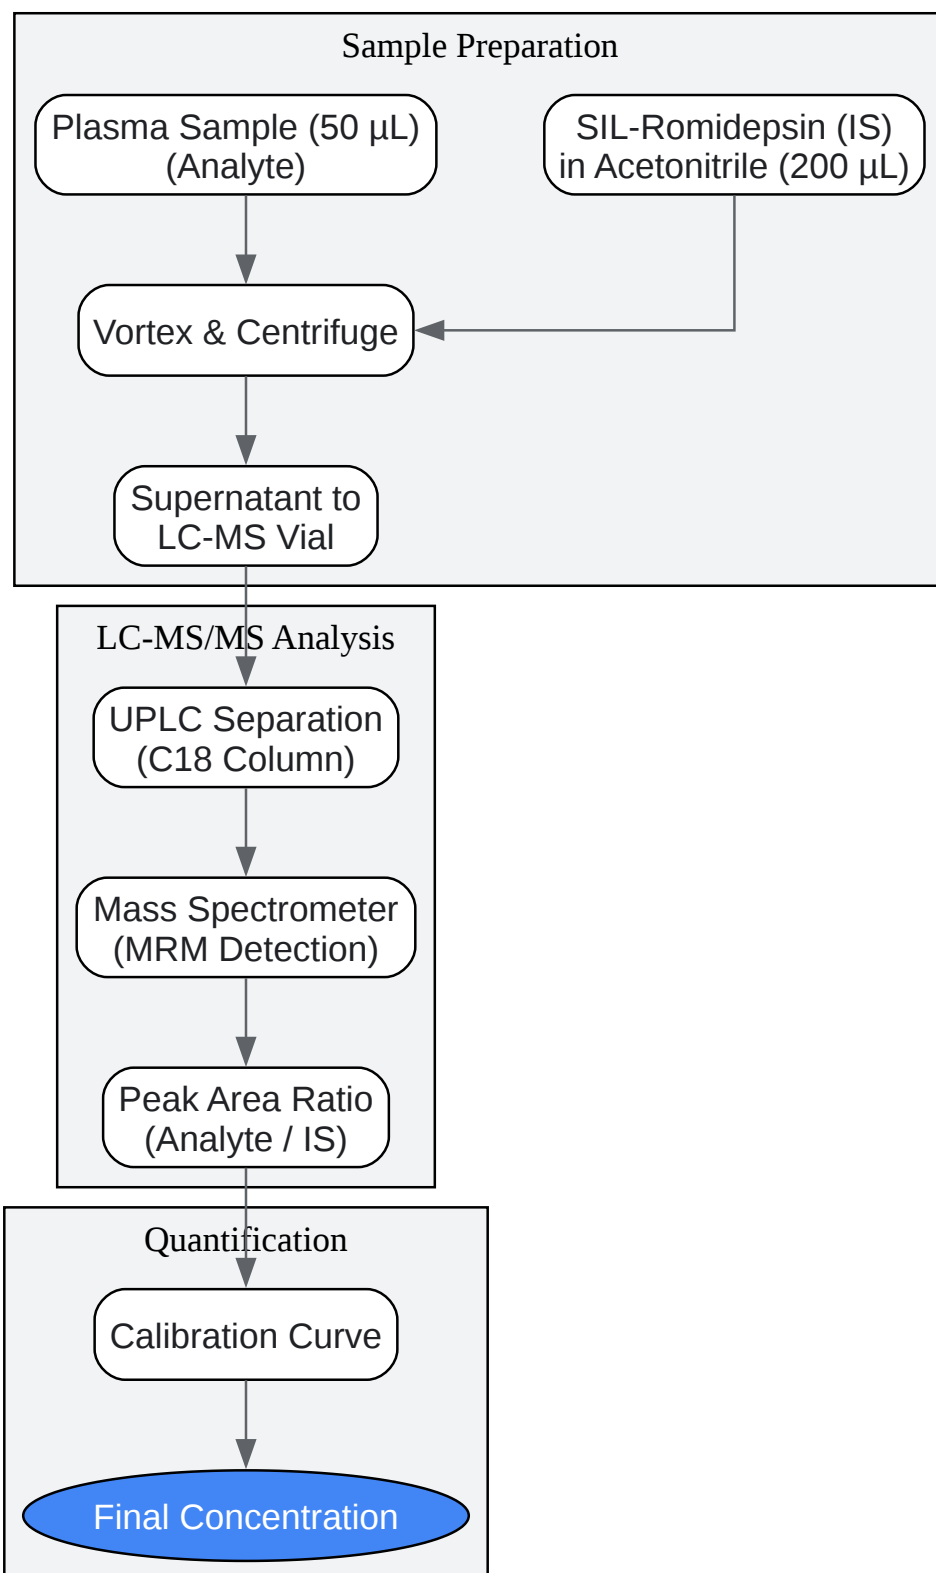 Sample Preparation
Plasma Sample (50 µL)
(Analyte)
SIL-Romidepsin (IS)
in Acetonitrile (200 µL)
Vortex & Centrifuge
Supernatant to
LC-MS Vial
LC-MS/MS Analysis
UPLC Separation
(C18 Column)
Mass Spectrometer
(MRM Detection)
Peak Area Ratio
(Analyte / IS)
Quantification
Calibration Curve
Final Concentration